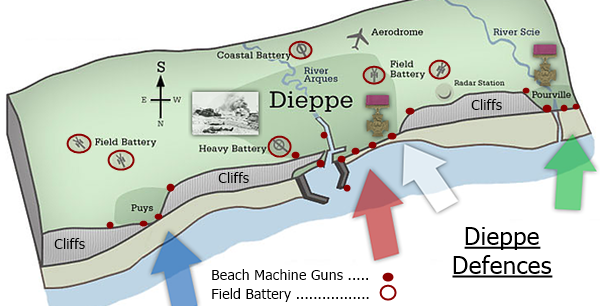 Coastal Battery
Aerodrome
River Scie
S
E W
N
River
Arques
Field
Battery
Radar Station
Dieppe
Pourville
Cliffs
Field Battery
Heavy Battery
Cliffs
Puys
Cliffs
Dieppe
Defences
Beach Machine Guns .....
Field Battery .................